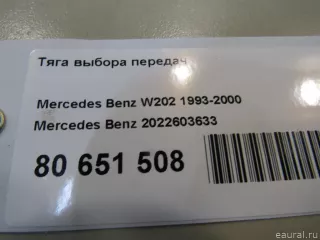 Тяга выбора передач
Mercedes Benz W202 1993-2000
Mercedes Benz 2022603633
80 651 508
eaural.ru